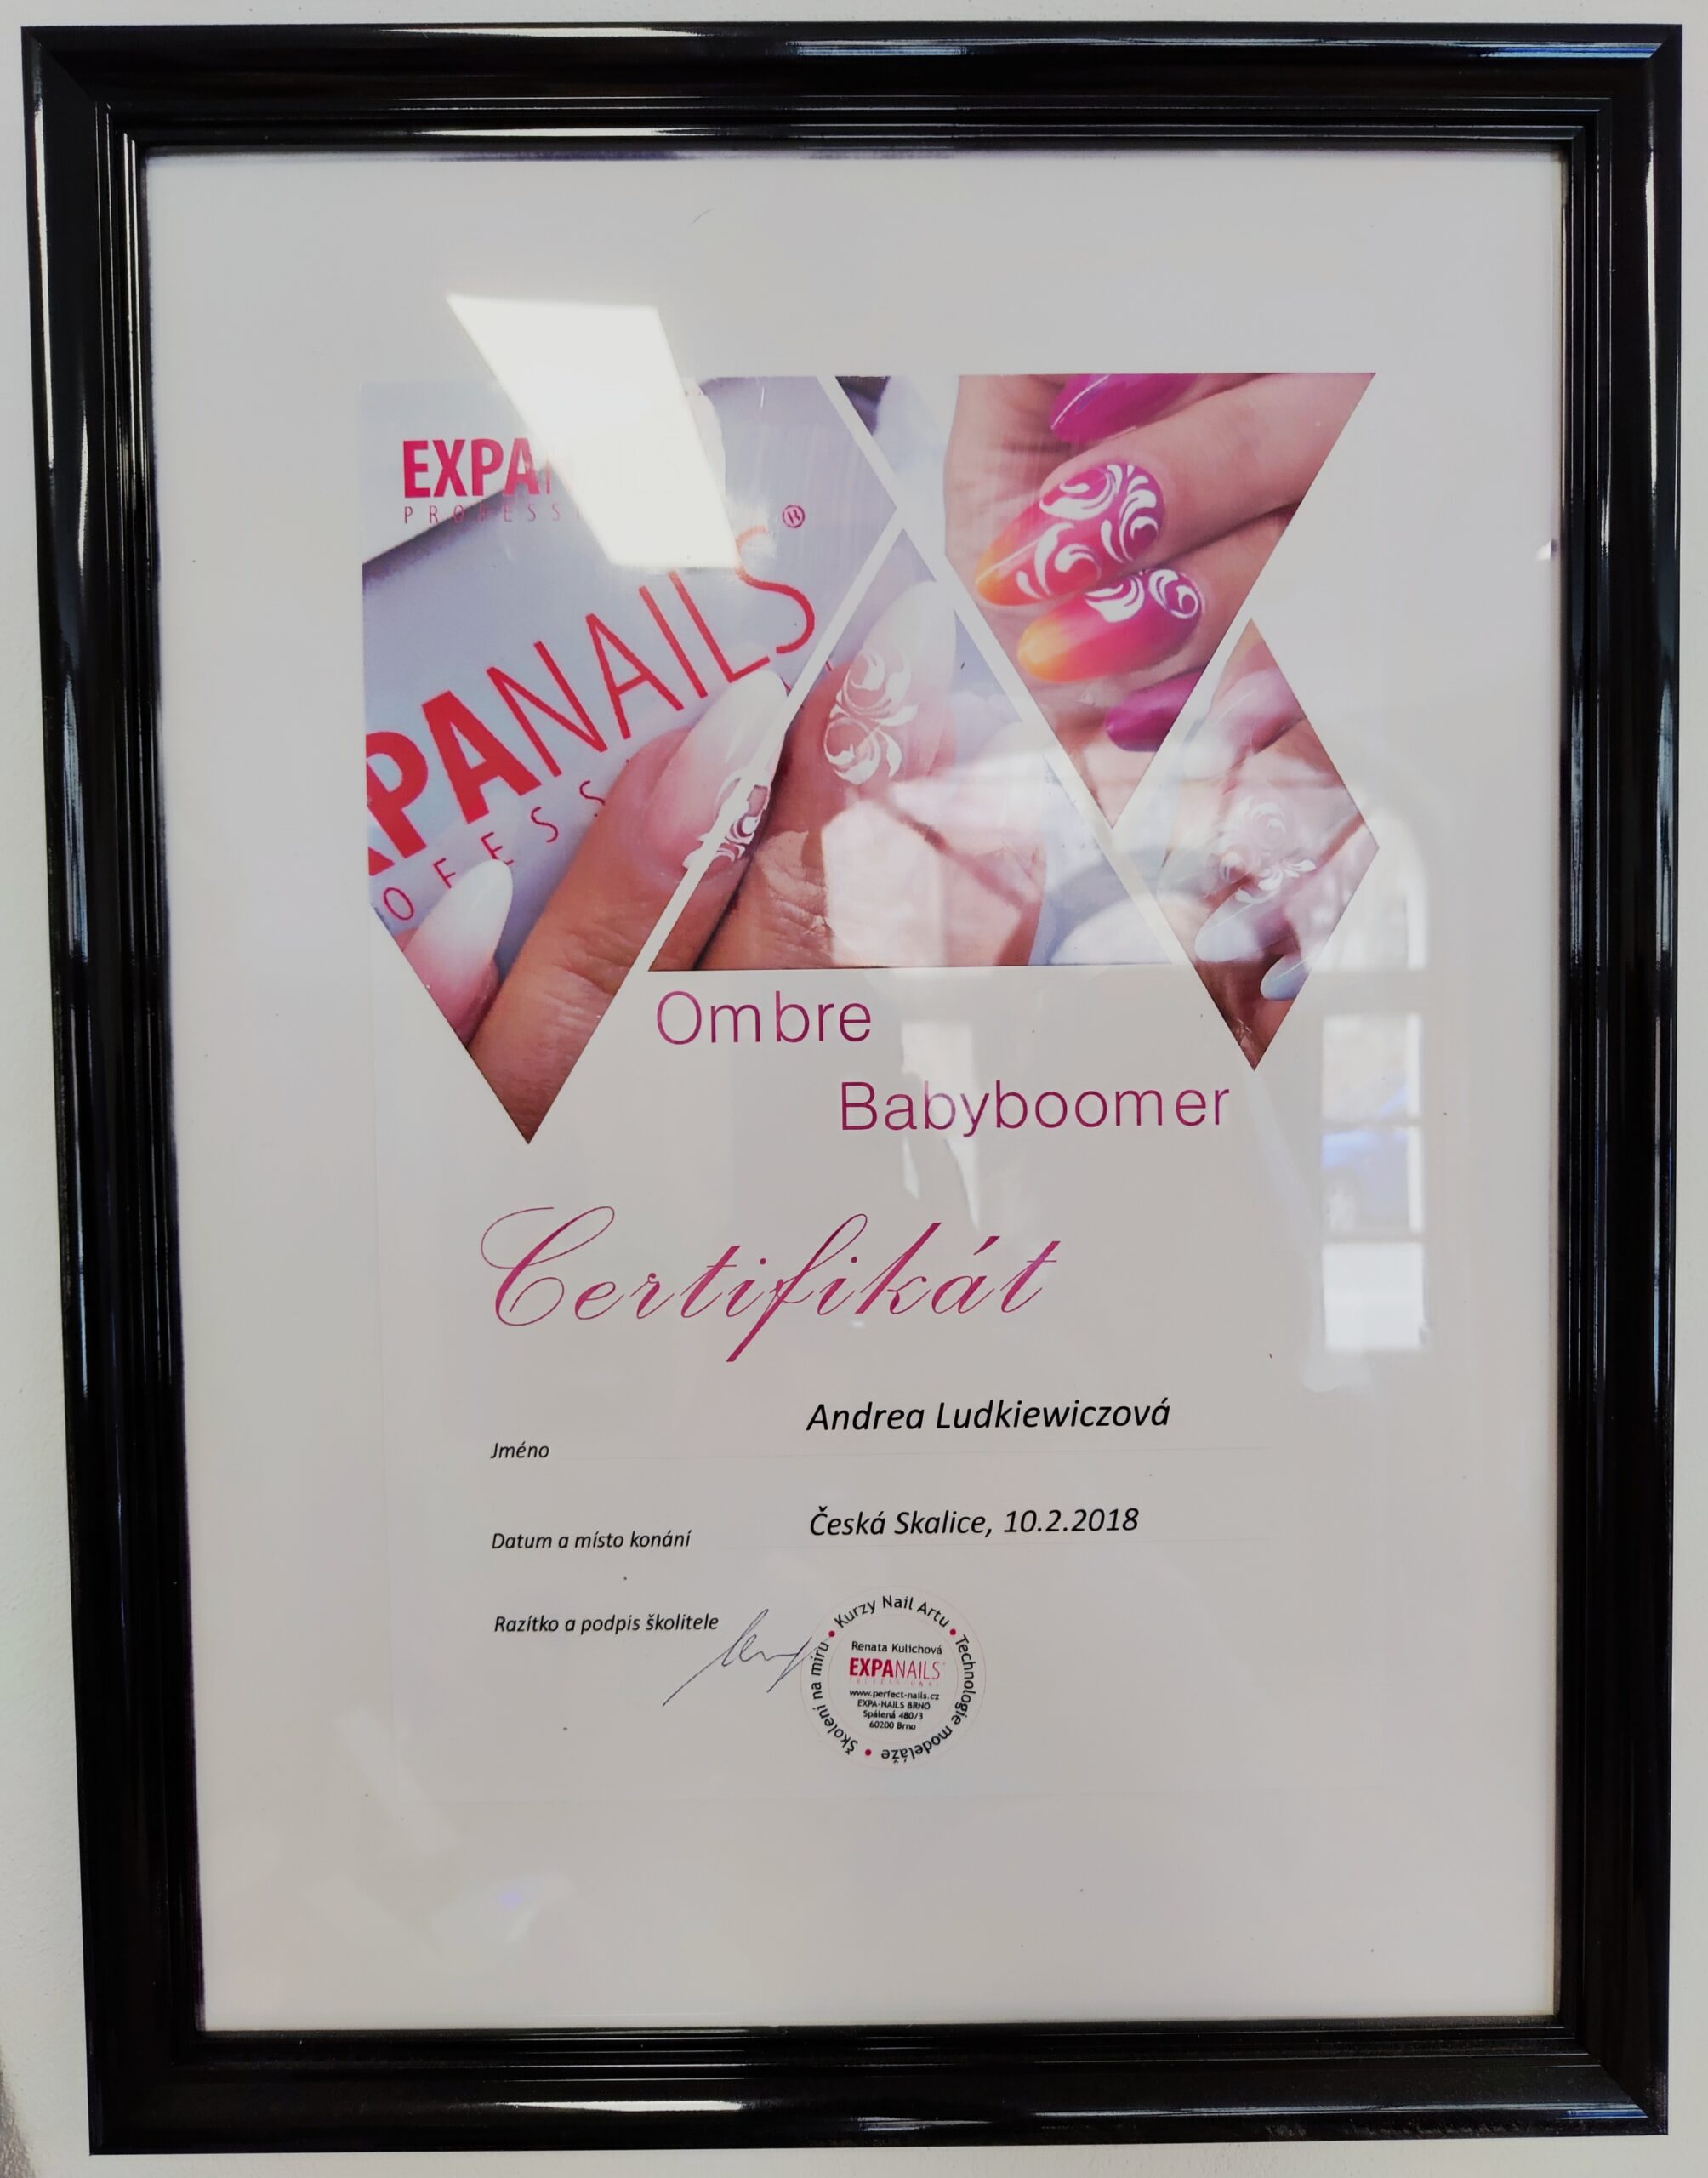 EXPA
PROFESS
PANAILS®
OFESS
Ombre
Babyboomer
Certifikát
Andrea Ludkiewiczová
Jméno
Česká Skalice, 10.2.2018
Datum a místo konání
Razítko a podpis školitele
Školení na míru • Kurzy Nail Artu • Technologie modeláže •
Renata Kulichová
EXPANAILS
www.perfect-nails.cz
EXPA-NAILS BRNO
Spálená 480/3
60200 Brno